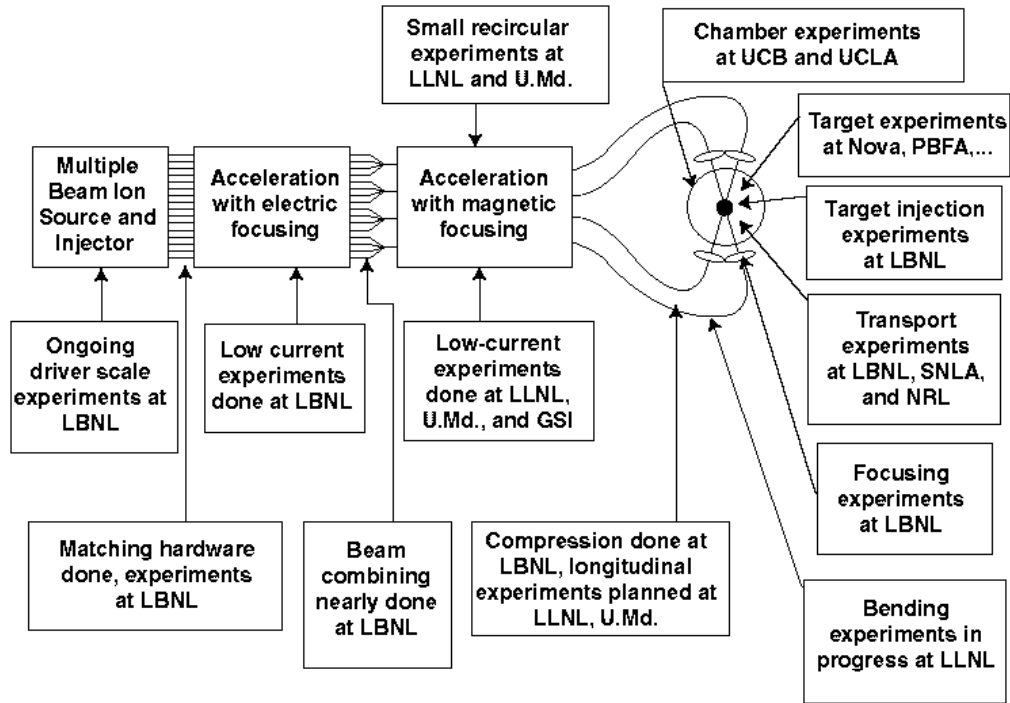 Small recircular
experiments at
LLNL and U.Md.
Chamber experiments
at UCB and UCLA
Target experiments
at Nova, PBFA,...
Multiple
Beam Ion
Source and
Injector
Acceleration
with electric
focusing
Acceleration
with magnetic
focusing
Target injection
experiments
at LBNL
Ongoing
driver scale
experiments at
LBNL
Low current
experiments
done at LBNL
Low-current
experiments
done at LLNL,
U.Md., and GSI
Transport
experiments
at LBNL, SNLA,
and NRL
Focusing
experiments
at LBNL
Matching hardware
done, experiments
at LBNL
Beam
combining
nearly done
at LBNL
Compression done at
LBNL, longitudinal
experiments planned at
LLNL, U.Md.
Bending
experiments in
progress at LLNL